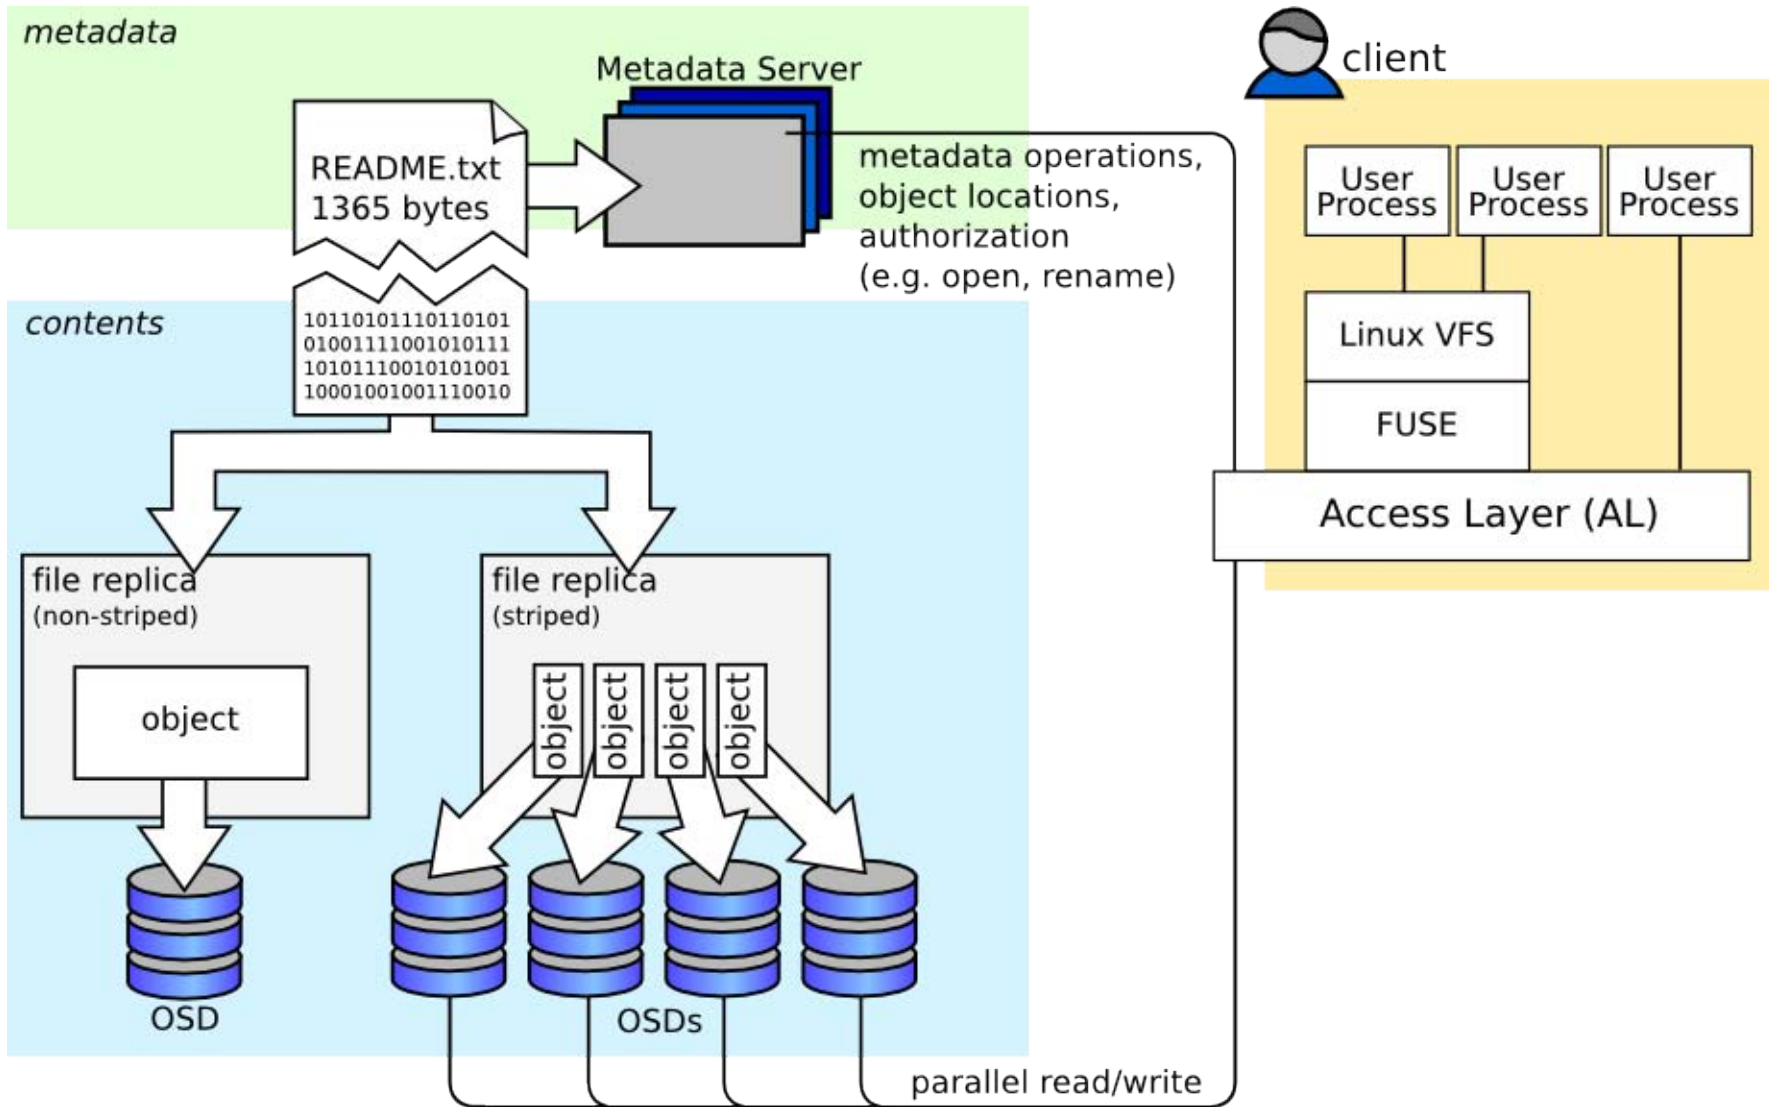 metadata
Metadata Server
README.txt
1365 bytes
metadata operations,
object locations,
authorization
(e.g. open, rename)
client
User
Process
User
Process
User
Process
Linux VFS
FUSE
Access Layer (AL)
contents
10110101110110101
01001111001010111
10101110010101001
10001001001110010
file replica
(non-striped)
object
OSD
file replica
(striped)
object
object
object
object
OSDs
parallel read/write